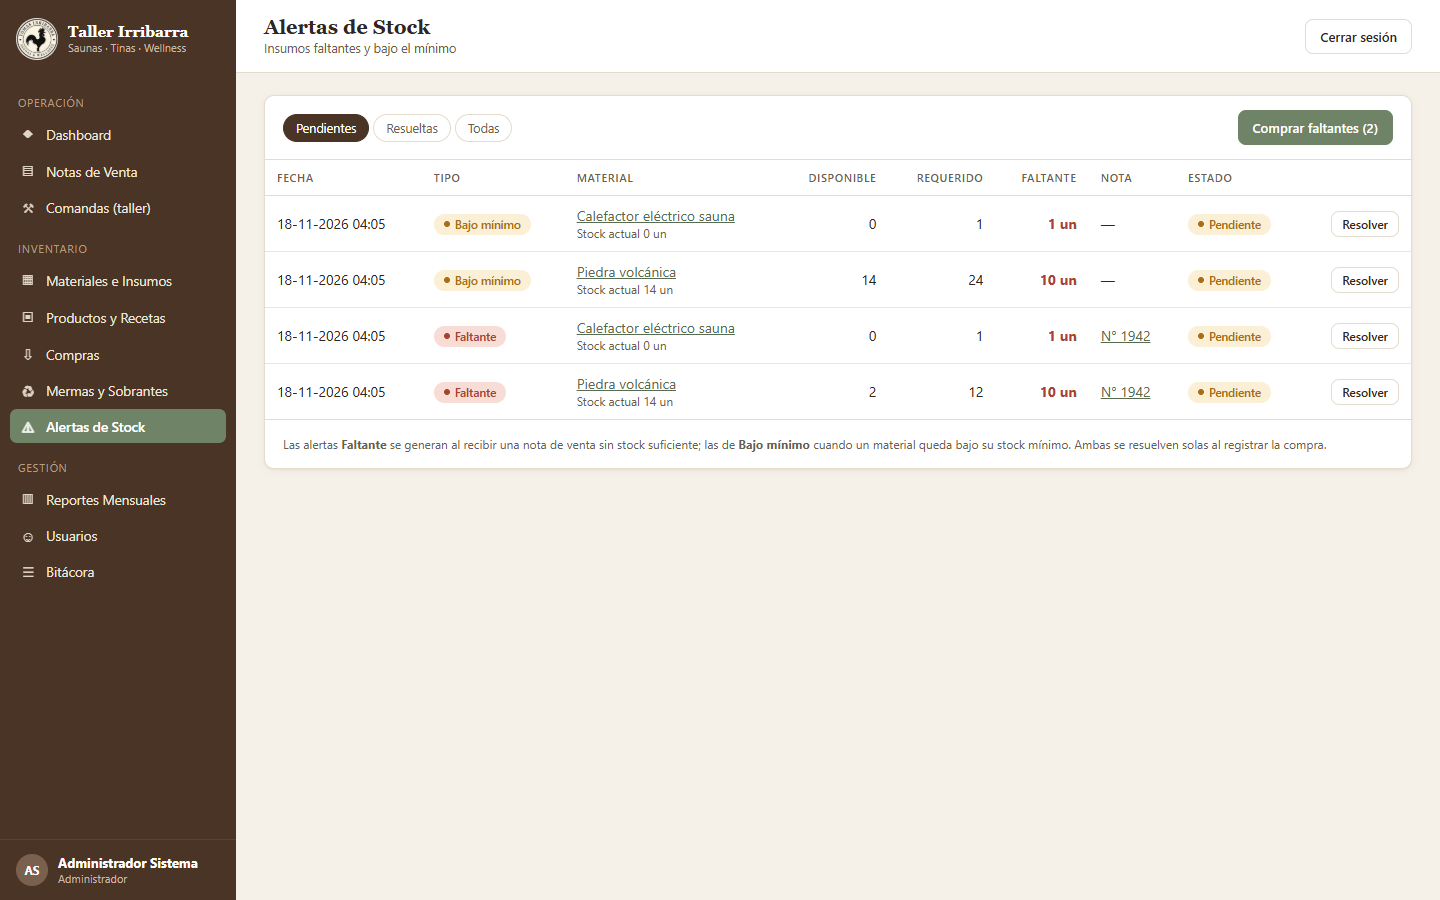 Taller Irribarra
Saunas · Tinas · Wellness
OPERACIÓN
Dashboard
Notas de Venta
Comandas (taller)
INVENTARIO
Materiales e Insumos
Productos y Recetas
Compras
Mermas y Sobrantes
Alertas de Stock
GESTIÓN
Reportes Mensuales
Usuarios
Bitácora
AS
Administrador Sistema
Administrador
Alertas de Stock
Insumos faltantes y bajo el mínimo
Cerrar sesión
Pendientes Resueltas Todas
Comprar faltantes (2)
FECHA TIPO MATERIAL DISPONIBLE REQUERIDO FALTANTE NOTA ESTADO
18-11-2026 04:05 Bajo mínimo Calefactor eléctrico sauna 0 1 1 un — Pendiente Resolver
Stock actual 0 un
18-11-2026 04:05 Bajo mínimo Piedra volcánica 14 24 10 un — Pendiente Resolver
Stock actual 14 un
18-11-2026 04:05 Faltante Calefactor eléctrico sauna 0 1 1 un N° 1942 Pendiente Resolver
Stock actual 0 un
18-11-2026 04:05 Faltante Piedra volcánica 2 12 10 un N° 1942 Pendiente Resolver
Stock actual 14 un
Las alertas Faltante se generan al recibir una nota de venta sin stock suficiente; las de Bajo mínimo cuando un material queda bajo su stock mínimo. Ambas se resuelven solas al registrar la compra.